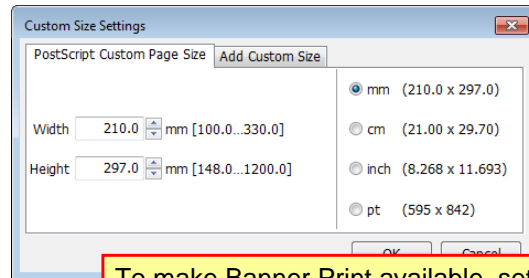 Custom Size Settings
PostScript Custom Page Size Add Custom Size
mm (210.0 x 297.0)
Width 210.0 mm [100.0...330.0]
cm (21.00 x 29.70)
Height 297.0 mm [148.0...1200.0]
inch (8.268 x 11.693)
pt (595 x 842)
OK Cancel
To make Banner Print available, set